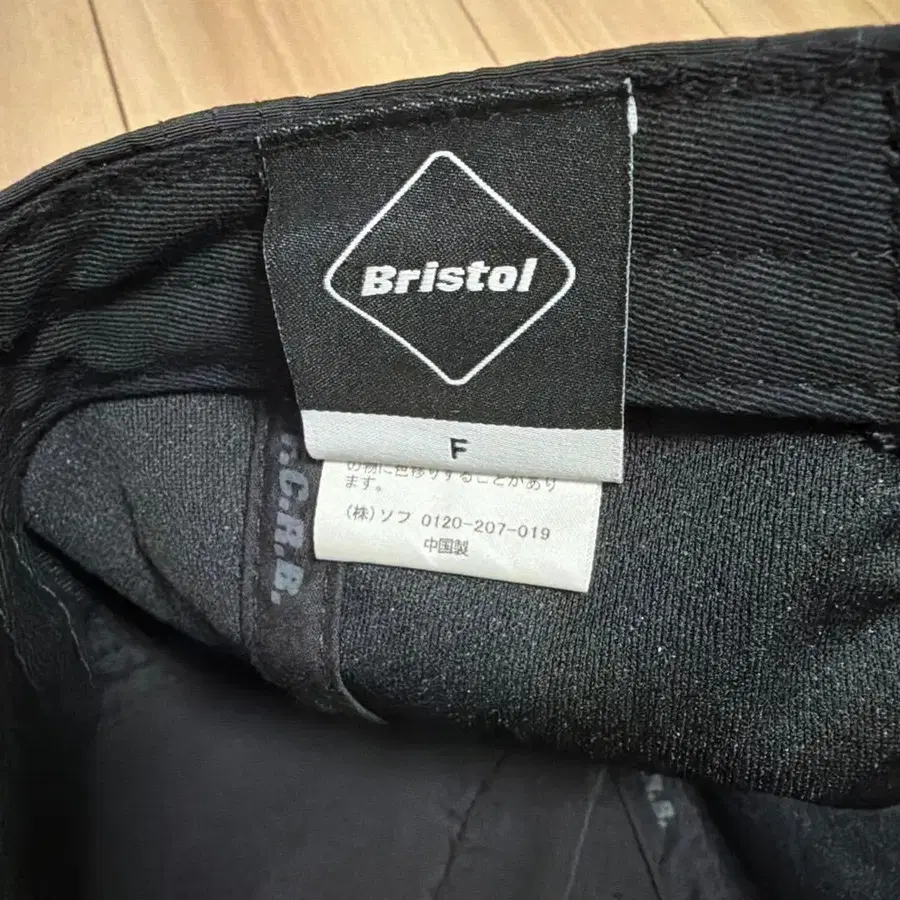 Bristol
F
の物に色移りすることがあり
ます。
(株)ソフ 0120-207-019
中国製
.C.R.B.
R.B.